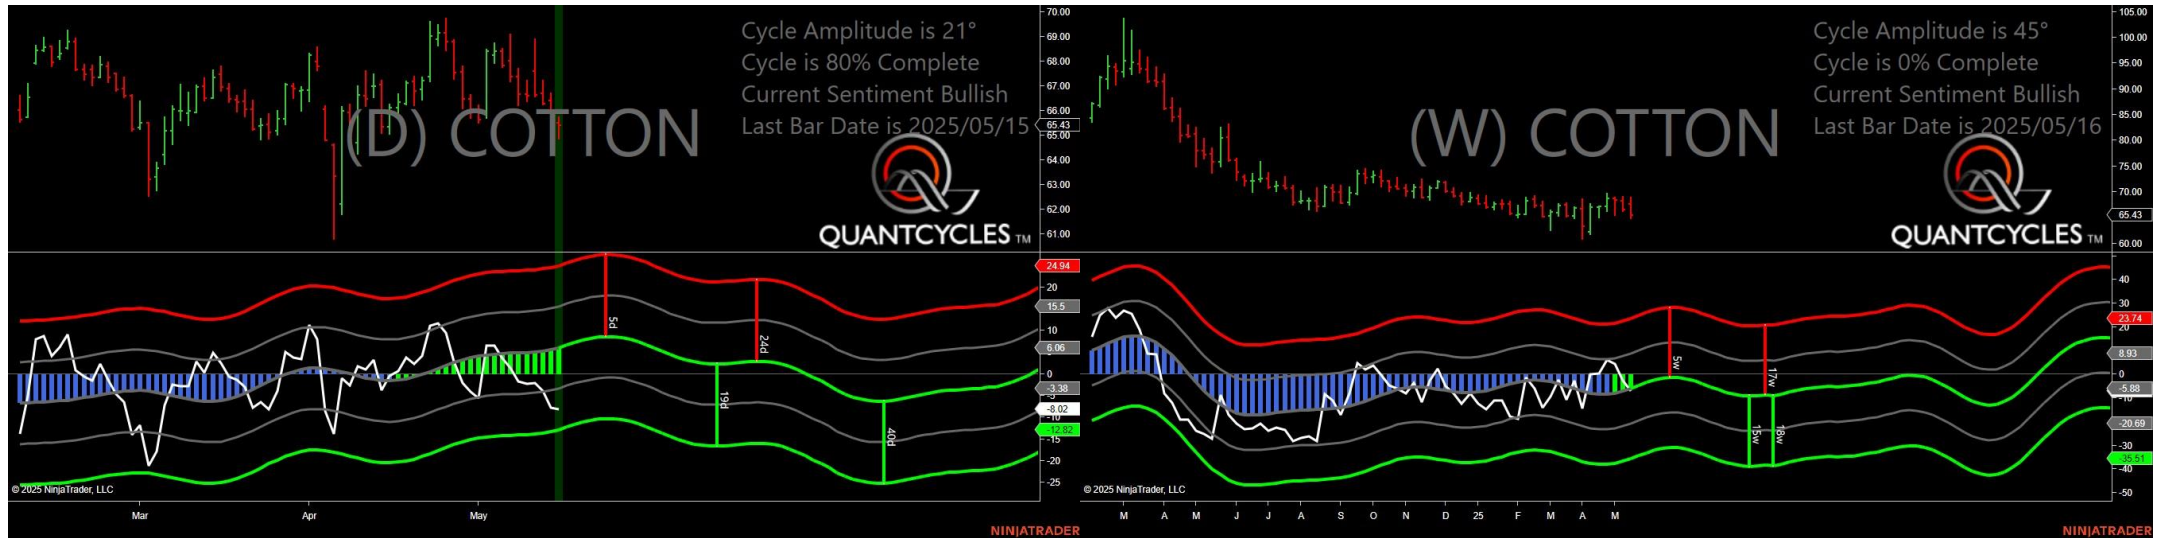 Cycle Amplitude is 21°
Cycle is 80% Complete
Current Sentiment Bullish
Last Bar Date is 2025/05/15
(D) COTTON
QUANTCYCLES TM
70.00
69.00
68.00
67.00
66.00
65.43
65.00
64.00
63.00
62.00
61.00
24.94
20
15.5
10
6.06
0
-3.38
-5
-8.02
-10
-12.82
-15
-20
-25
5d
24d
19d
40d
© 2025 NinjaTrader, LLC
Mar
Apr
May
NINJATRADER
Cycle Amplitude is 45°
Cycle is 0% Complete
Current Sentiment Bullish
Last Bar Date is 2025/05/16
(W) COTTON
QUANTCYCLES TM
105.00
100.00
95.00
90.00
85.00
80.00
75.00
70.00
65.43
60.00
40
30
23.74
20
8.93
0
-5.88
-10
-20.69
-30
-35.51
-40
-50
5w
17w
15w
18w
© 2025 NinjaTrader, LLC
M A M J J A S O N D 25 F M A M
NINJATRADER